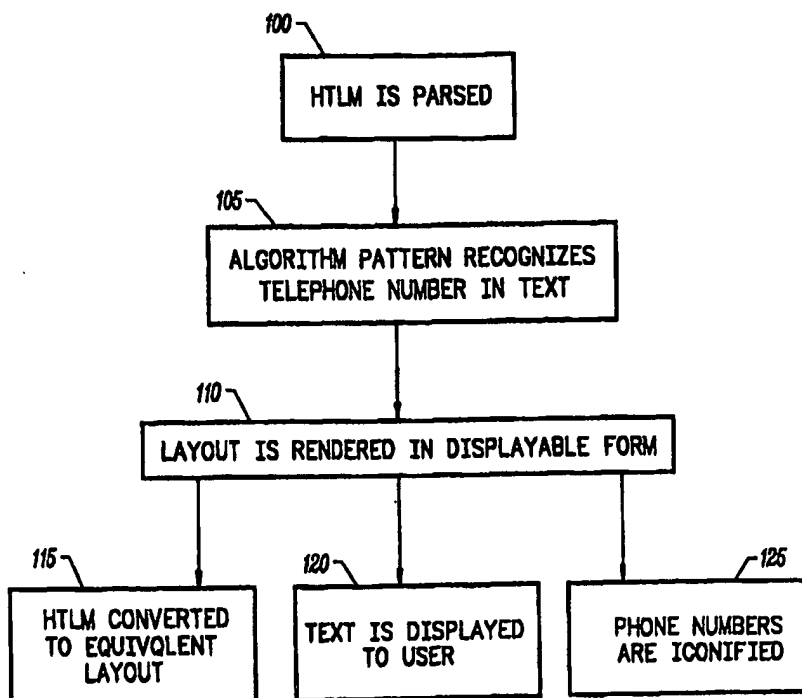 100
HTLM IS PARSED
105
ALGORITHM PATTERN RECOGNIZES
TELEPHONE NUMBER IN TEXT
110
LAYOUT IS RENDERED IN DISPLAYABLE FORM
115
HTLM CONVERTED
TO EQUIVQLENT
LAYOUT
120
TEXT IS DISPLAYED
TO USER
125
PHONE NUMBERS
ARE ICONIFIED